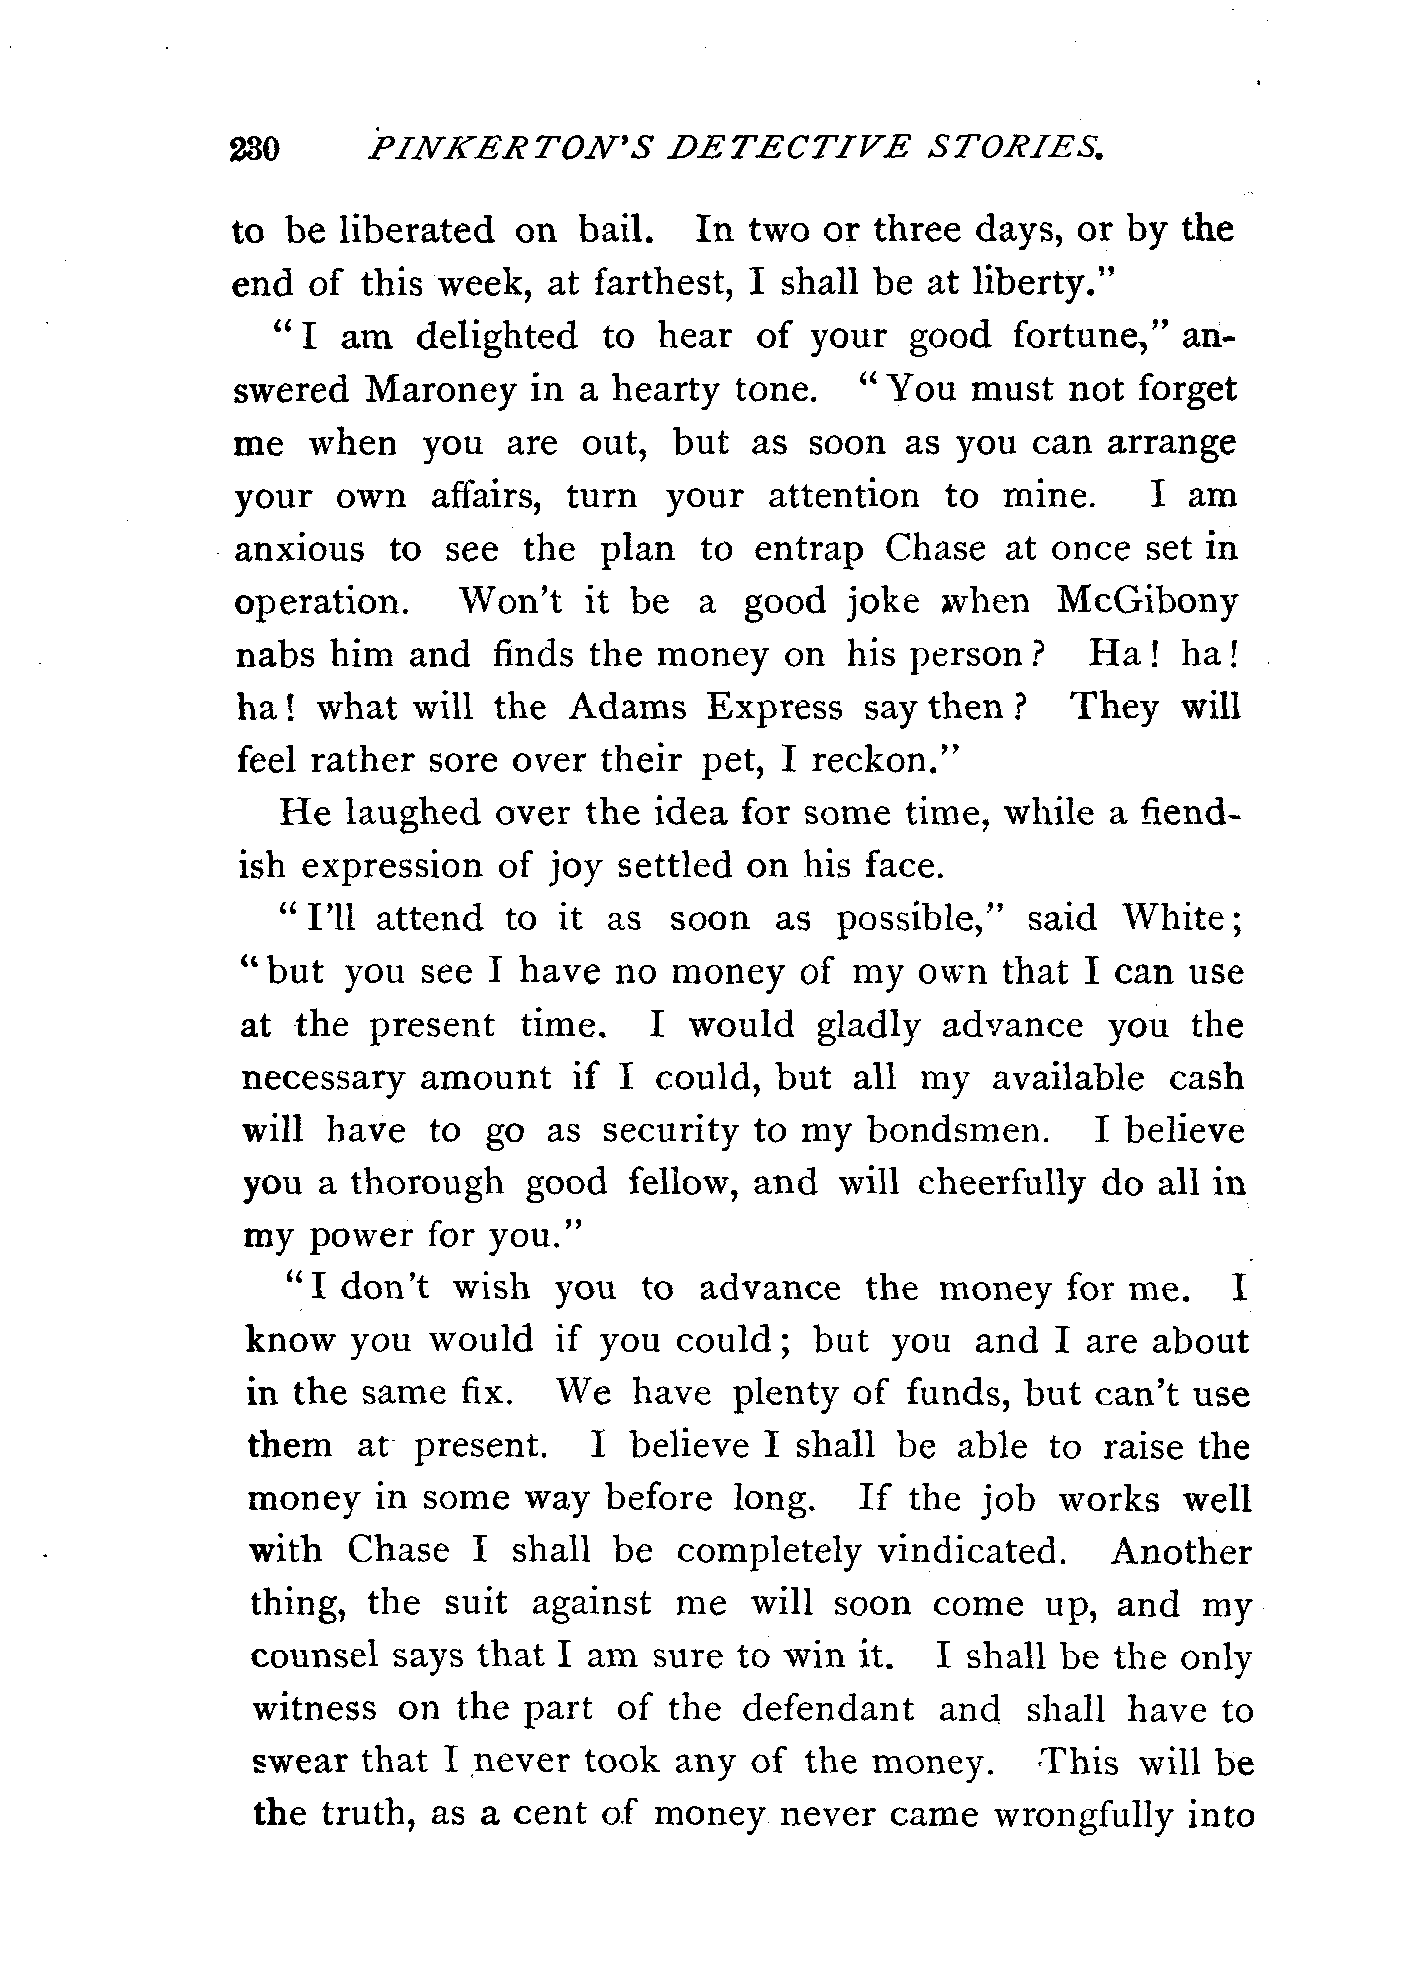 230 PINKERTON'S DETECTIVE STORIES.
to be liberated on bail. In two or three days, or by the
end of this week, at farthest, I shall be at liberty."
"I am delighted to hear of your good fortune," an-
swered Maroney in a hearty tone. "You must not forget
me when you are out, but as soon as you can arrange
your own affairs, turn your attention to mine. I am
anxious to see the plan to entrap Chase at once set in
operation. Won't it be a good joke when McGibony
nabs him and finds the money on his person? Ha! ha!
ha! what will the Adams Express say then? They will
feel rather sore over their pet, I reckon."
He laughed over the idea for some time, while a fiend-
ish expression of joy settled on his face.
"I'll attend to it as soon as possible," said White;
"but you see I have no money of my own that I can use
at the present time. I would gladly advance you the
necessary amount if I could, but all my available cash
will have to go as security to my bondsmen. I believe
you a thorough good fellow, and will cheerfully do all in
my power for you."
"I don't wish you to advance the money for me. I
know you would if you could; but you and I are about
in the same fix. We have plenty of funds, but can't use
them at present. I believe I shall be able to raise the
money in some way before long. If the job works well
with Chase I shall be completely vindicated. Another
thing, the suit against me will soon come up, and my
counsel says that I am sure to win it. I shall be the only
witness on the part of the defendant and shall have to
swear that I never took any of the money. This will be
the truth, as a cent of money never came wrongfully into